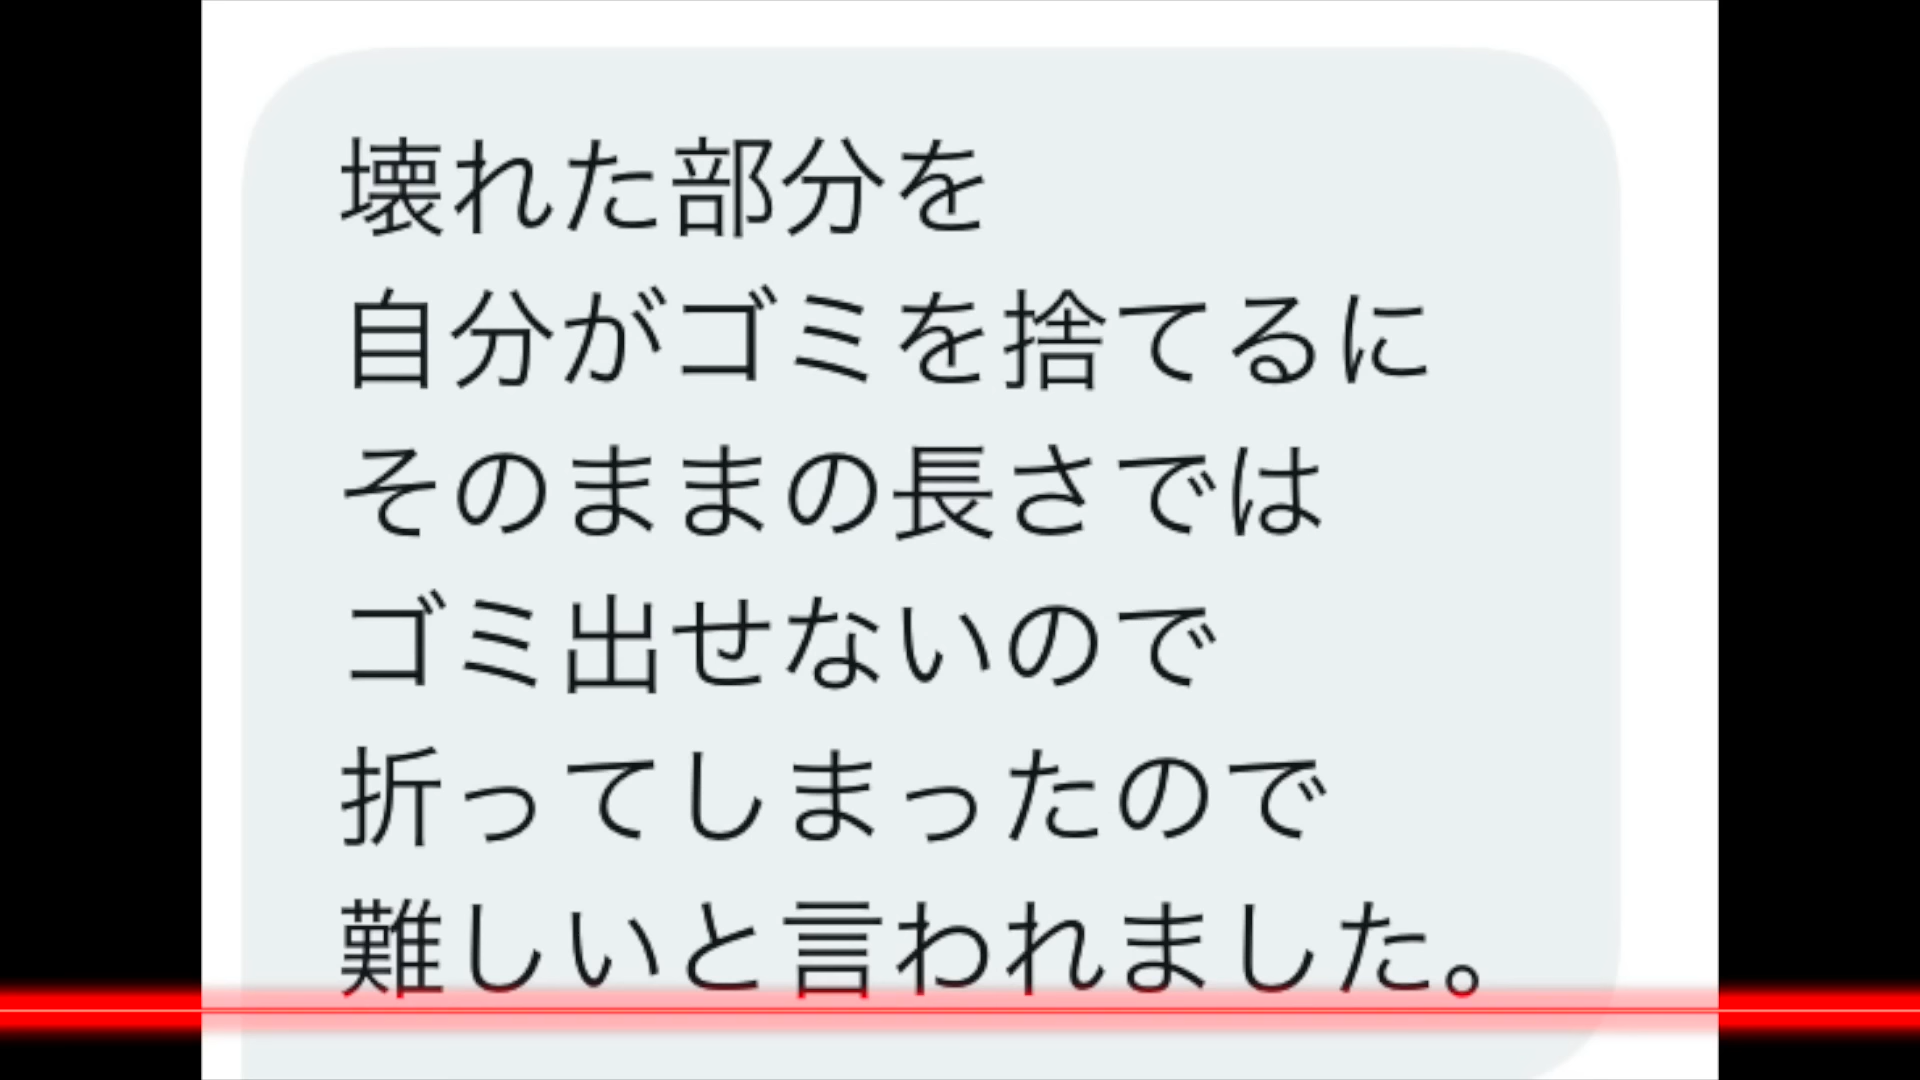 壊れた部分を
自分がゴミを捨てるに
そのままの長さでは
ゴミ出せないので
折ってしまったので
難しいと言われました。